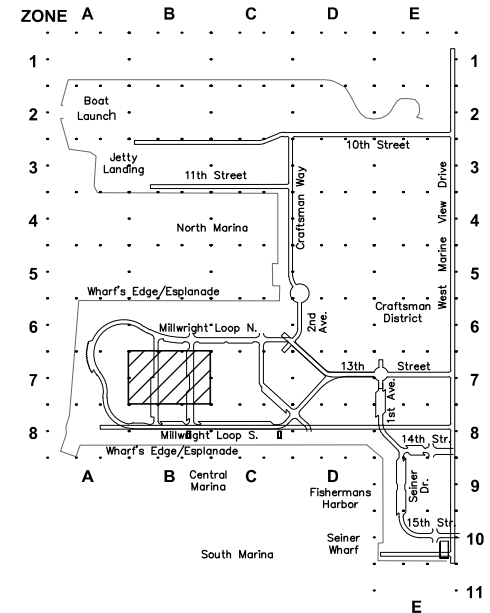 ZONE A B C D E
1 1
Boat
Launch
2 2
10th Street
Jetty
Landing
3 3
11th Street
Craftsman Way
West Marine View Drive
4 4
North Marina
5 5
Wharf's Edge/Esplanade
Craftsman
District
2nd
Ave.
6 6
Millwright Loop N.
13th Street
7 7
1st Ave.
8 8
Millwright Loop S.
14th Str.
Wharf's Edge/Esplanade
A B C D
Central
Marina
9
Seiner
Dr.
Fishermans
Harbor
15th Str.
Seiner
Wharf
10
South Marina
11
E